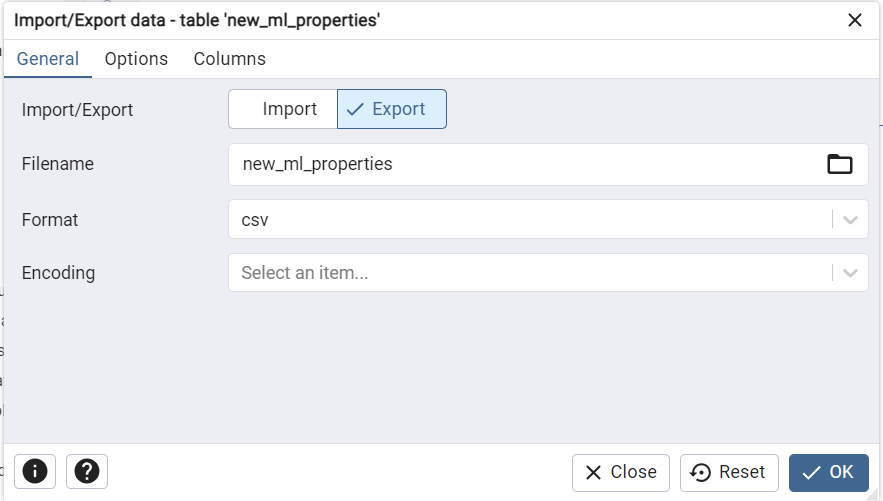 Import/Export data - table 'new_ml_properties'
General Options Columns
Import/Export Import Export
Filename new_ml_properties
Format csv
Encoding Select an item...
Close Reset OK